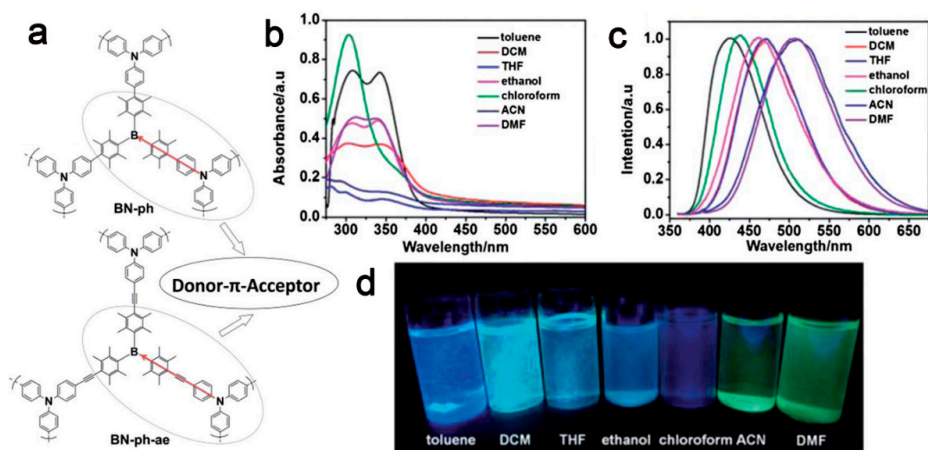 a
N
B
N
N
BN-ph
N
B
N
N
BN-ph-ae
Donor-π-Acceptor
b
Absorbance/a.u
1.0
0.8
0.6
0.4
0.2
0.0
toluene
DCM
THF
ethanol
chloroform
ACN
DMF
300 350 400 450 500 550 600
Wavelength/nm
c
Intention/a.u
1.0
0.8
0.6
0.4
0.2
0.0
toluene
DCM
THF
ethanol
chloroform
ACN
DMF
350 400 450 500 550 600 650
Wavelength/nm
d
toluene DCM THF ethanol chloroform ACN DMF